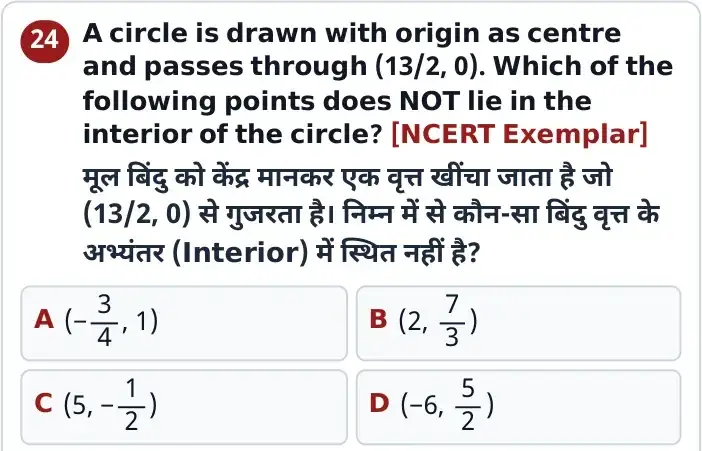 24 A circle is drawn with origin as centre
and passes through (13/2, 0). Which of the
following points does NOT lie in the
interior of the circle? [NCERT Exemplar]
मूल बिंदु को केंद्र मानकर एक वृत्त खींचा जाता है जो
(13/2, 0) से गुजरता है। निम्न में से कौन-सा बिंदु वृत्त के
अभ्यंतर (Interior) में स्थित नहीं है?
A (−3/4, 1)
B (2, 7/3)
C (5, −1/2)
D (−6, 5/2)